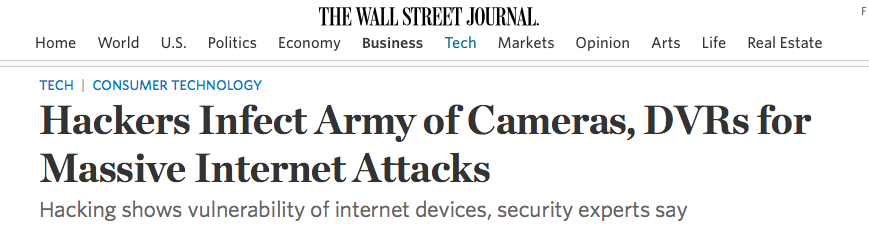 THE WALL STREET JOURNAL.
F
Home World U.S. Politics Economy Business Tech Markets Opinion Arts Life Real Estate
TECH | CONSUMER TECHNOLOGY
Hackers Infect Army of Cameras, DVRs for
Massive Internet Attacks
Hacking shows vulnerability of internet devices, security experts say